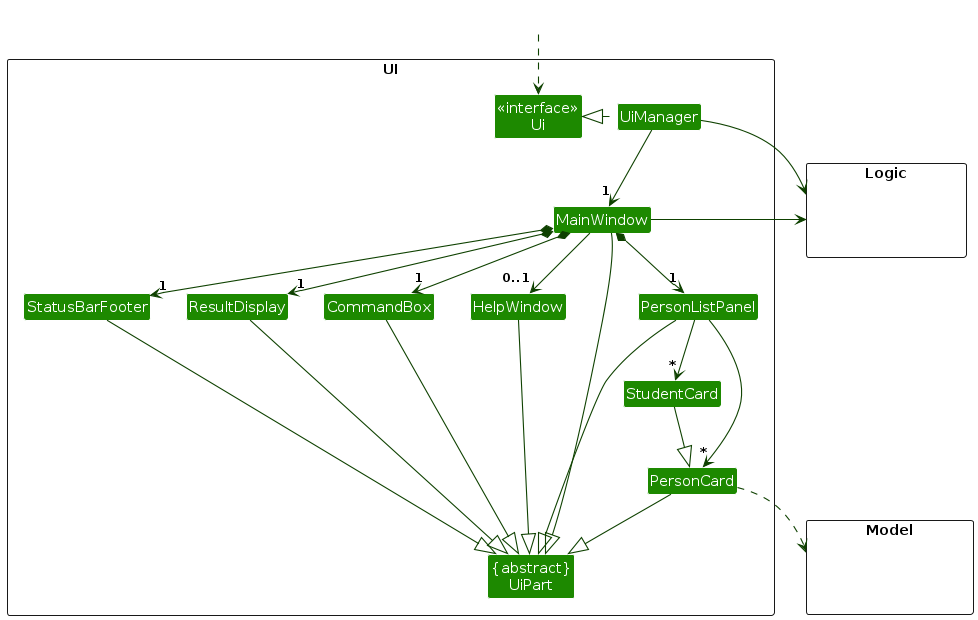 UI
«interface»
Ui
UiManager
Logic
1
MainWindow
1
1
1
0..1
1
StatusBarFooter
ResultDisplay
CommandBox
HelpWindow
PersonListPanel
*
StudentCard
*
PersonCard
Model
{abstract}
UiPart